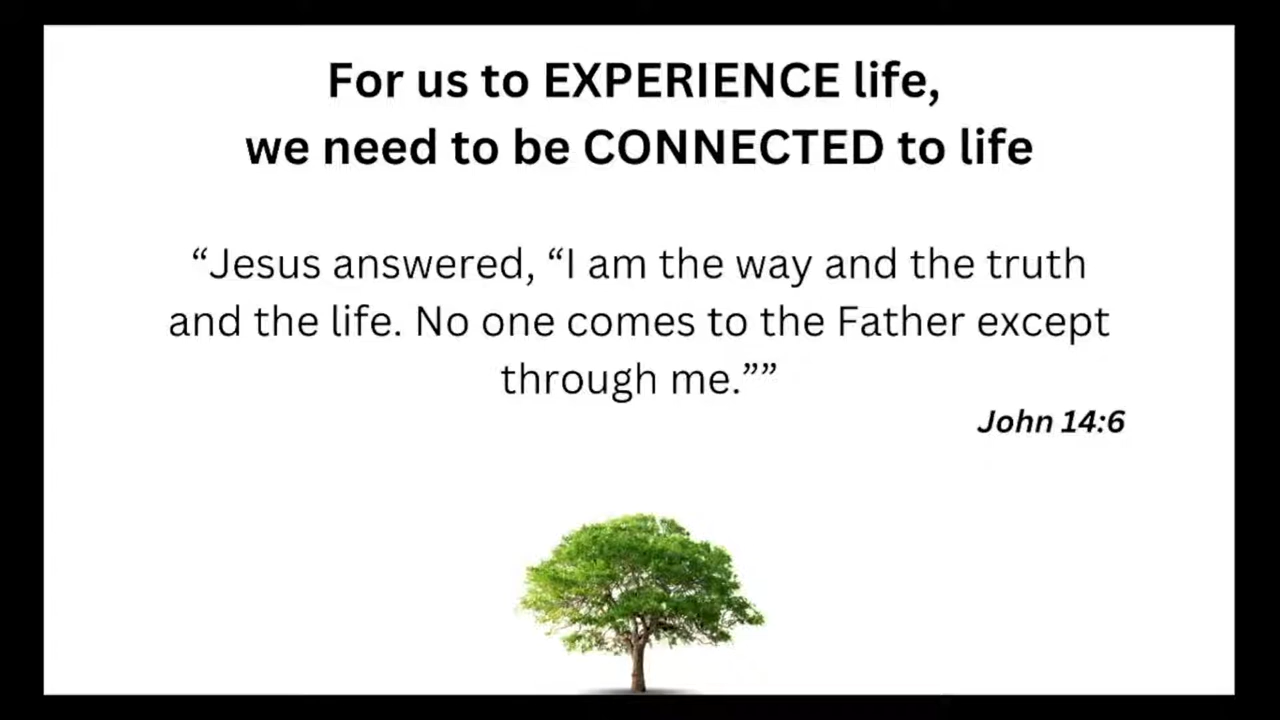 For us to EXPERIENCE life,
we need to be CONNECTED to life
“Jesus answered, “I am the way and the truth
and the life. No one comes to the Father except
through me.””
John 14:6